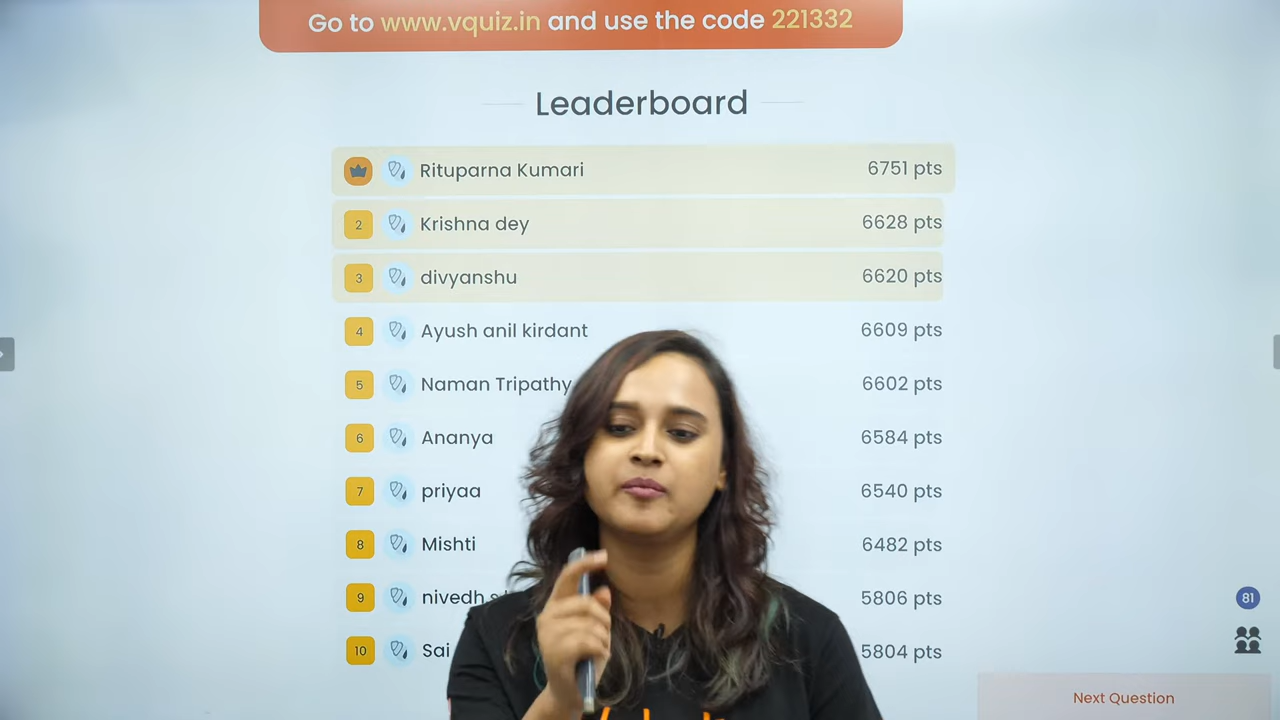 Go to www.vquiz.in and use the code 221332
Leaderboard
Rituparna Kumari 6751 pts
2 Krishna dey 6628 pts
3 divyanshu 6620 pts
4 Ayush anil kirdant 6609 pts
5 Naman Tripathy 6602 pts
6 Ananya 6584 pts
7 priyaa 6540 pts
8 Mishti 6482 pts
9 nivedh 5806 pts
10 Sai 5804 pts
81
Next Question